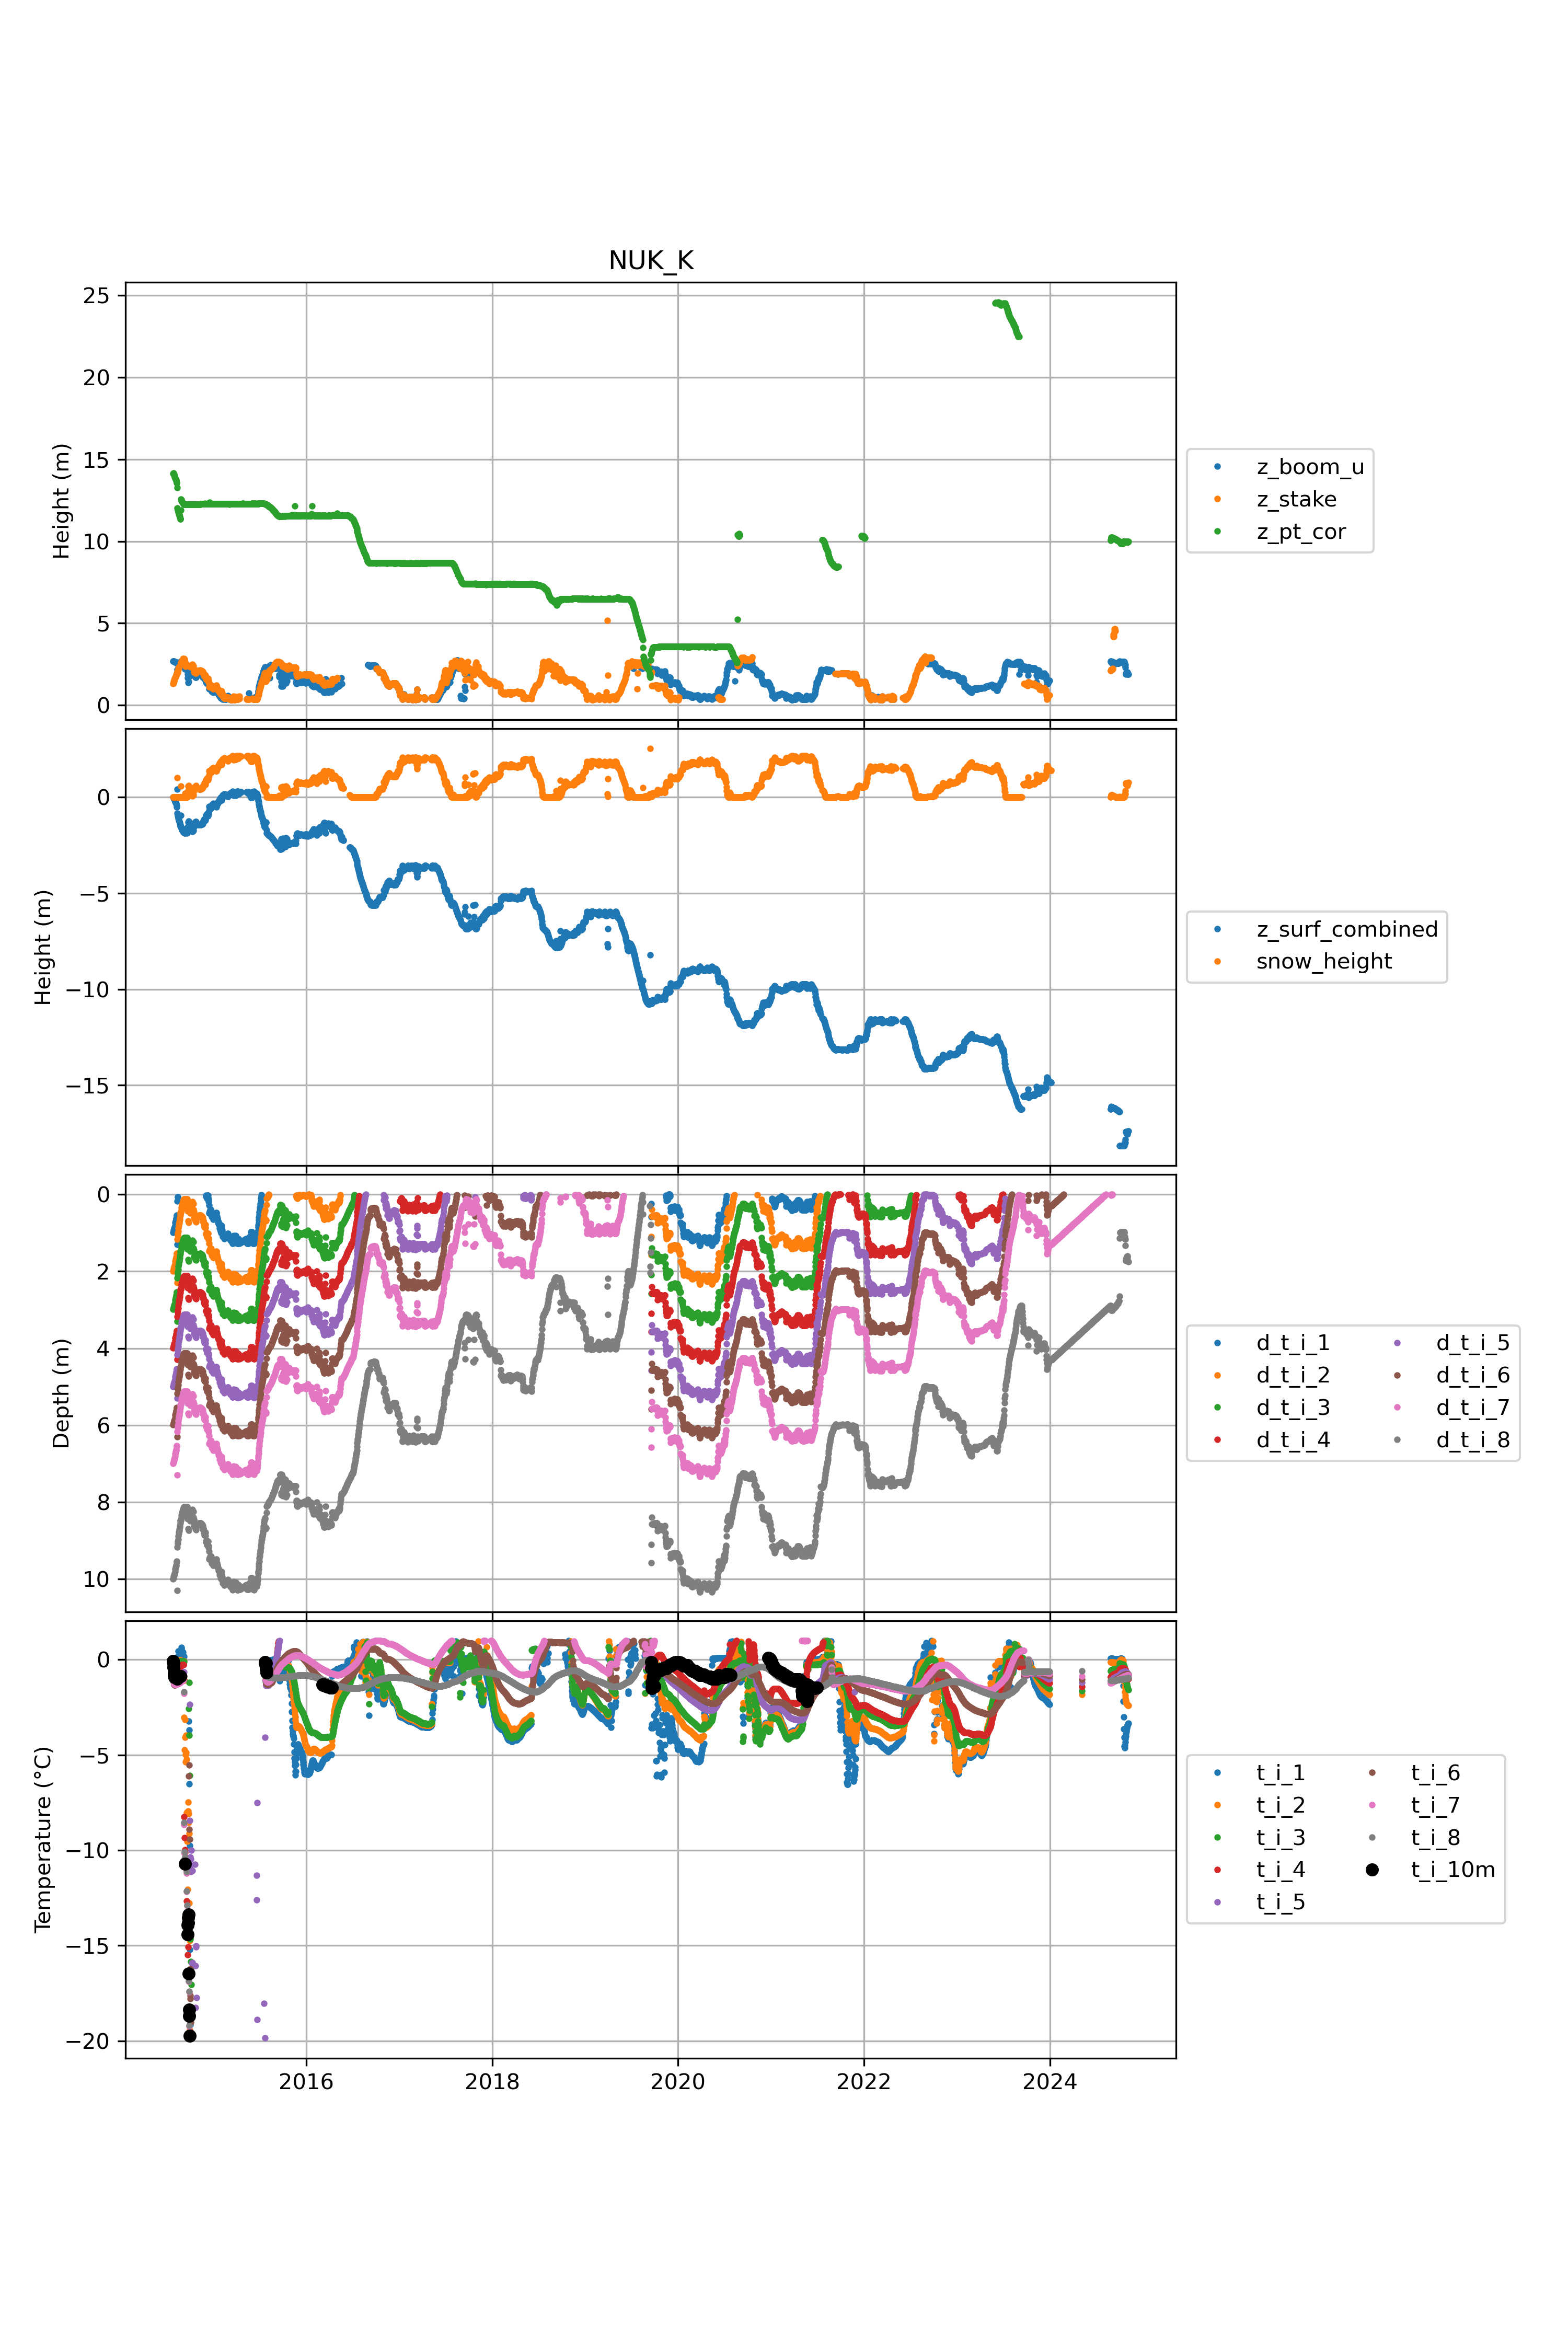 NUK_K
25
20
15
10
5
0
Height (m)
z_boom_u
z_stake
z_pt_cor
0
−5
−10
−15
Height (m)
z_surf_combined
snow_height
0
2
4
6
8
10
Depth (m)
d_t_i_1 d_t_i_5
d_t_i_2 d_t_i_6
d_t_i_3 d_t_i_7
d_t_i_4 d_t_i_8
0
−5
−10
−15
−20
Temperature (°C)
t_i_1 t_i_6
t_i_2 t_i_7
t_i_3 t_i_8
t_i_4 t_i_10m
t_i_5
2016 2018 2020 2022 2024